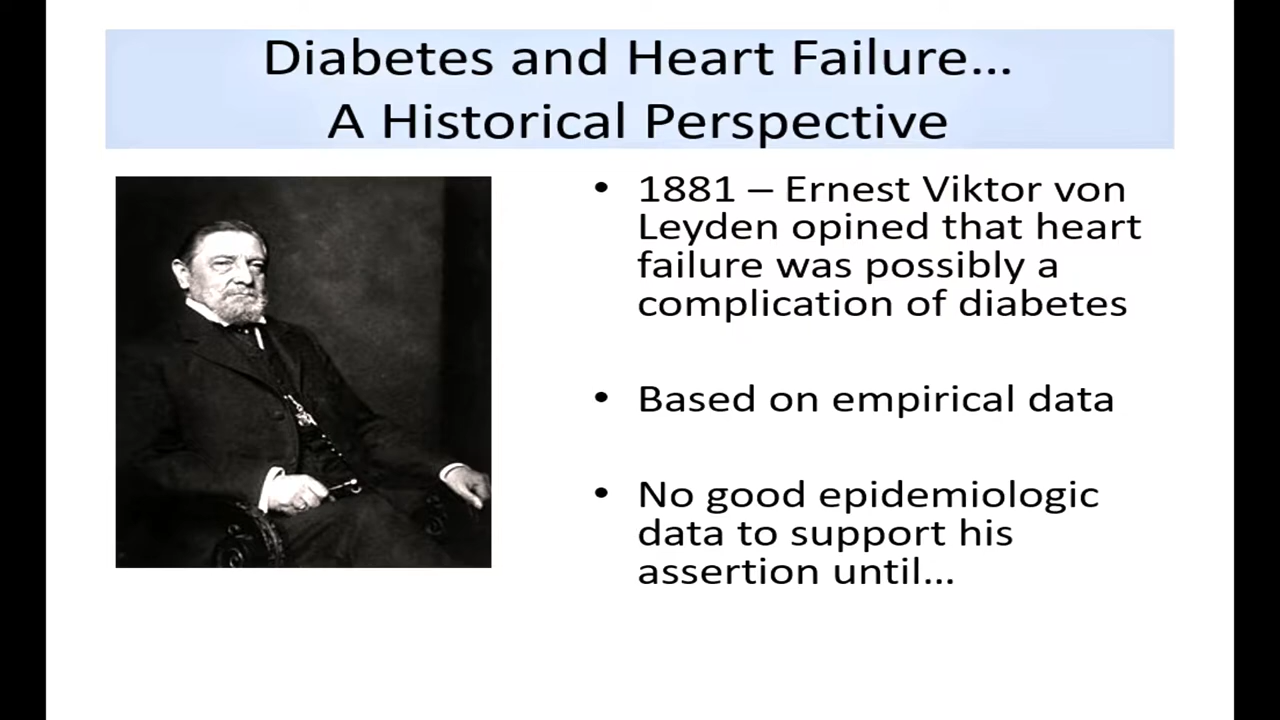 Diabetes and Heart Failure...
A Historical Perspective
• 1881 – Ernest Viktor von
Leyden opined that heart
failure was possibly a
complication of diabetes
• Based on empirical data
• No good epidemiologic
data to support his
assertion until...